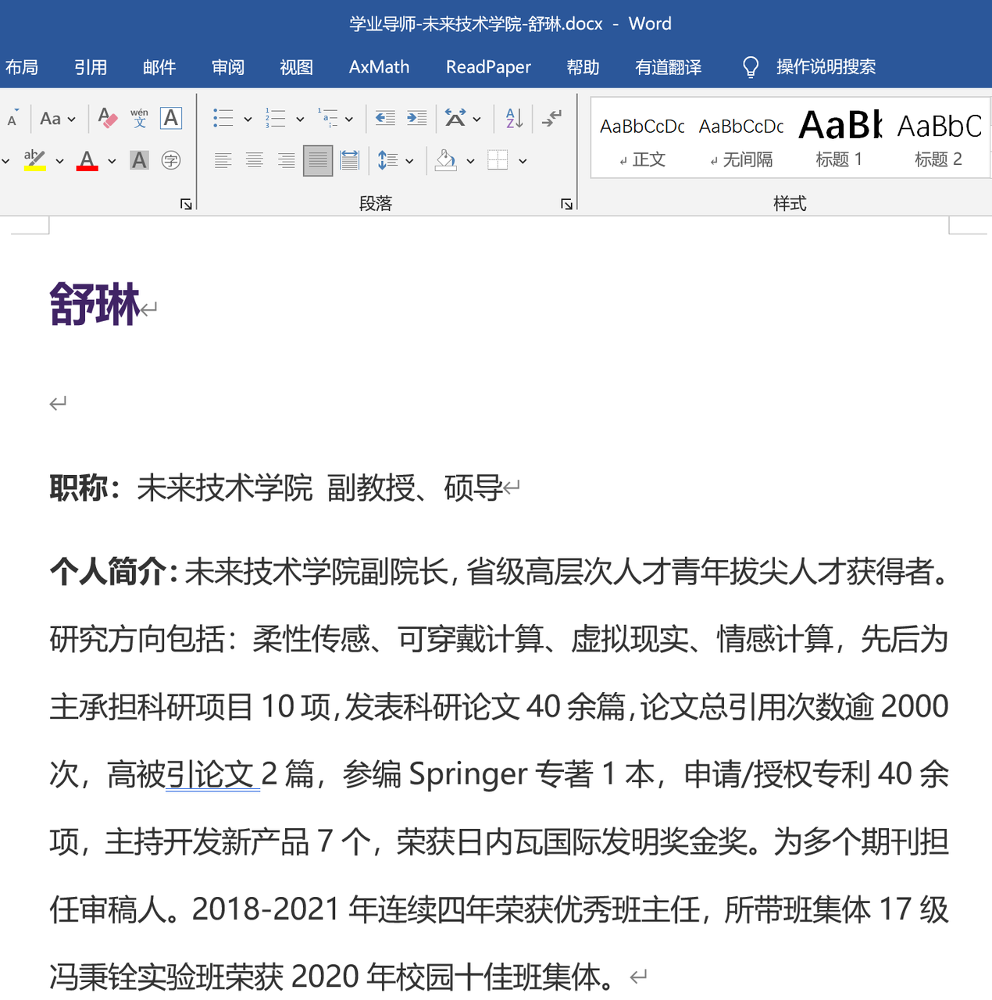 学业导师-未来技术学院-舒琳.docx - Word
布局 引用 邮件 审阅 视图 AxMath ReadPaper 帮助 有道翻译 操作说明搜索
A Aa A wén 文 A 1 2 3 1 a i A A Z AaBbCcDc AaBbCcDc AaBb AaBbC
ab A A 字 正文 无间隔 标题 1 标题 2
段落 样式
舒琳
职称：未来技术学院 副教授、硕导
个人简介：未来技术学院副院长，省级高层次人才青年拔尖人才获得者。
研究方向包括：柔性传感、可穿戴计算、虚拟现实、情感计算，先后为
主承担科研项目 10 项，发表科研论文 40 余篇，论文总引用次数逾 2000
次，高被引论文 2 篇，参编 Springer 专著 1 本，申请/授权专利 40 余
项，主持开发新产品 7 个，荣获日内瓦国际发明奖金奖。为多个期刊担
任审稿人。2018-2021 年连续四年荣获优秀班主任，所带班集体 17 级
冯秉铨实验班荣获 2020 年校园十佳班集体。